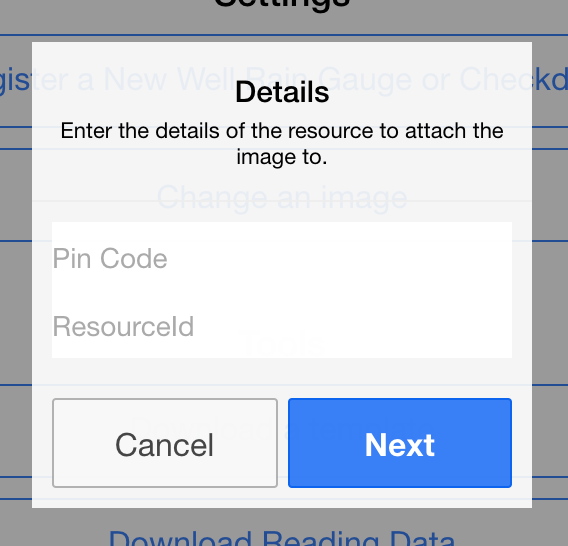 Settings
gister a New Well Rain Gauge or Checkd
Details
Enter the details of the resource to attach the
image to.
Change an image
Pin Code
ResourceId
Cancel
Next
Download Reading Data